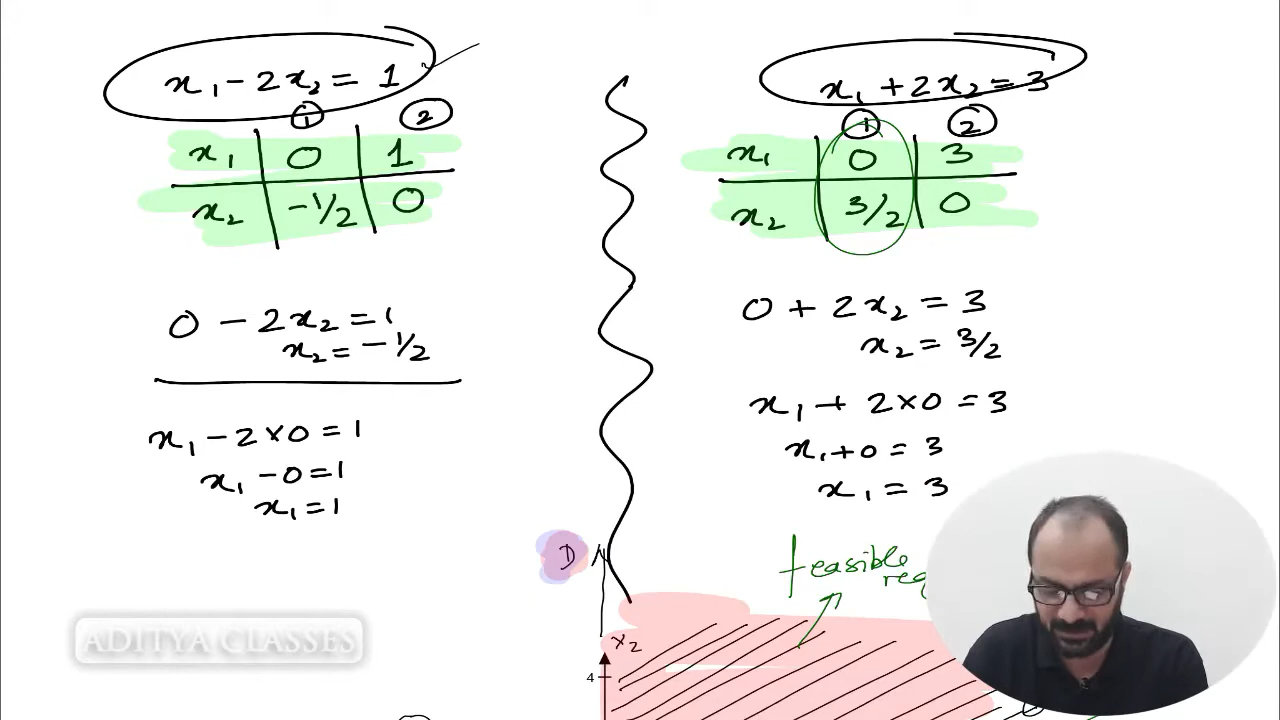 x₁ - 2x₂ = 1
① ②
x₁ 0 1
x₂ -1/2 0
0 - 2x₂ = 1
x₂ = -1/2
x₁ - 2×0 = 1
x₁ - 0 = 1
x₁ = 1
x₁ + 2x₂ = 3
① ②
x₁ 0 3
x₂ 3/2 0
0 + 2x₂ = 3
x₂ = 3/2
x₁ + 2×0 = 3
x₁ + 0 = 3
x₁ = 3
D
feasible
reg
ADITYA CLASSES
X₂
4